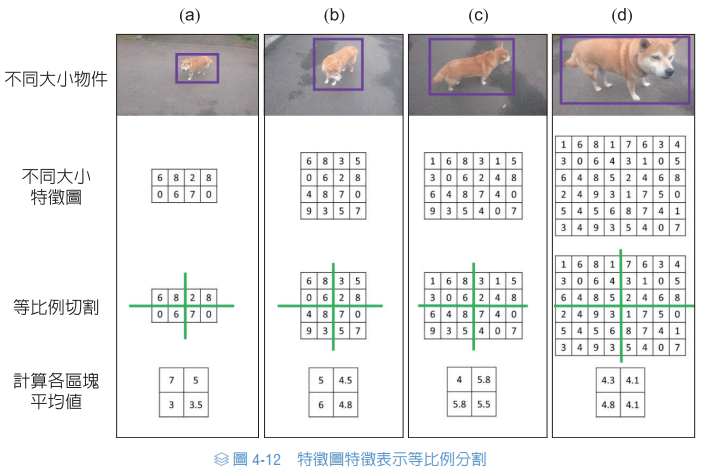 (a) (b) (c) (d)
不同大小物件
不同大小
特徵圖
6 8 2 8
0 6 7 0
6 8 3 5
0 6 2 8
4 8 7 0
9 3 5 7
1 6 8 3 1 5
3 0 6 2 4 8
6 4 8 7 4 0
9 3 5 4 0 7
1 6 8 1 7 6 3 4
3 0 6 4 3 1 0 5
6 4 8 5 2 4 6 8
2 4 9 3 1 7 5 0
5 4 5 6 8 7 4 1
3 4 9 3 5 4 0 7
等比例切割
6 8 2 8
0 6 7 0
6 8 3 5
0 6 2 8
4 8 7 0
9 3 5 7
1 6 8 3 1 5
3 0 6 2 4 8
6 4 8 7 4 0
9 3 5 4 0 7
1 6 8 1 7 6 3 4
3 0 6 4 3 1 0 5
6 4 8 5 2 4 6 8
2 4 9 3 1 7 5 0
5 4 5 6 8 7 4 1
3 4 9 3 5 4 0 7
計算各區塊
平均值
7 5
3 3.5
5 4.5
6 4.8
4 5.8
5.8 5.5
4.3 4.1
4.8 4.1
圖 4-12 特徵圖特徵表示等比例分割